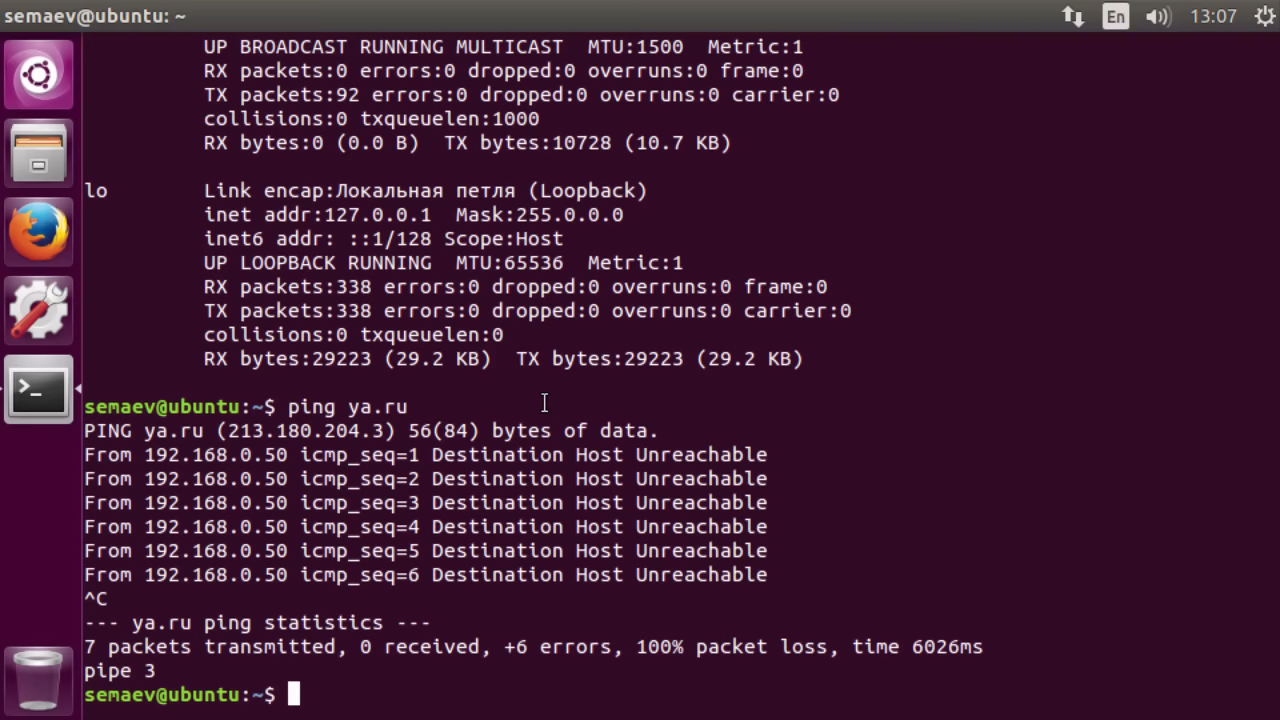 semaev@ubuntu: ~
En
13:07
UP BROADCAST RUNNING MULTICAST  MTU:1500  Metric:1
RX packets:0 errors:0 dropped:0 overruns:0 frame:0
TX packets:92 errors:0 dropped:0 overruns:0 carrier:0
collisions:0 txqueuelen:1000
RX bytes:0 (0.0 B)  TX bytes:10728 (10.7 KB)
lo        Link encap:Локальная петля (Loopback)
inet addr:127.0.0.1  Mask:255.0.0.0
inet6 addr: ::1/128 Scope:Host
UP LOOPBACK RUNNING  MTU:65536  Metric:1
RX packets:338 errors:0 dropped:0 overruns:0 frame:0
TX packets:338 errors:0 dropped:0 overruns:0 carrier:0
collisions:0 txqueuelen:0
RX bytes:29223 (29.2 KB)  TX bytes:29223 (29.2 KB)
semaev@ubuntu:~$ ping ya.ru
PING ya.ru (213.180.204.3) 56(84) bytes of data.
From 192.168.0.50 icmp_seq=1 Destination Host Unreachable
From 192.168.0.50 icmp_seq=2 Destination Host Unreachable
From 192.168.0.50 icmp_seq=3 Destination Host Unreachable
From 192.168.0.50 icmp_seq=4 Destination Host Unreachable
From 192.168.0.50 icmp_seq=5 Destination Host Unreachable
From 192.168.0.50 icmp_seq=6 Destination Host Unreachable
^C
--- ya.ru ping statistics ---
7 packets transmitted, 0 received, +6 errors, 100% packet loss, time 6026ms
pipe 3
semaev@ubuntu:~$